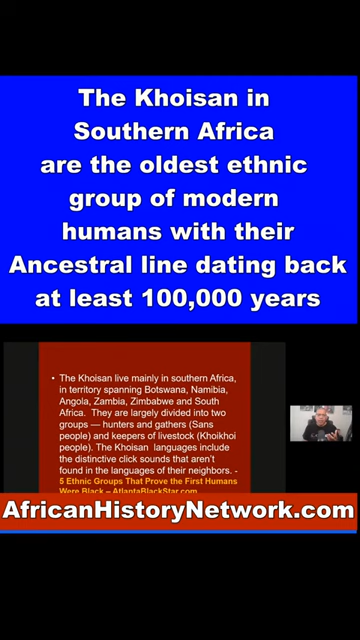 The Khoisan in
Southern Africa
are the oldest ethnic
group of modern
humans with their
Ancestral line dating back
at least 100,000 years
• The Khoisan live mainly in southern Africa,
in territory spanning Botswana, Namibia,
Angola, Zambia, Zimbabwe and South
Africa. They are largely divided into two
groups — hunters and gathers (Sans
people) and keepers of livestock (Khoikhoi
people). The Khoisan languages include
the distinctive click sounds that aren't
found in the languages of their neighbors. -
5 Ethnic Groups That Prove the First Humans
Were Black – AtlantaBlackStar.com
AfricanHistoryNetwork.com